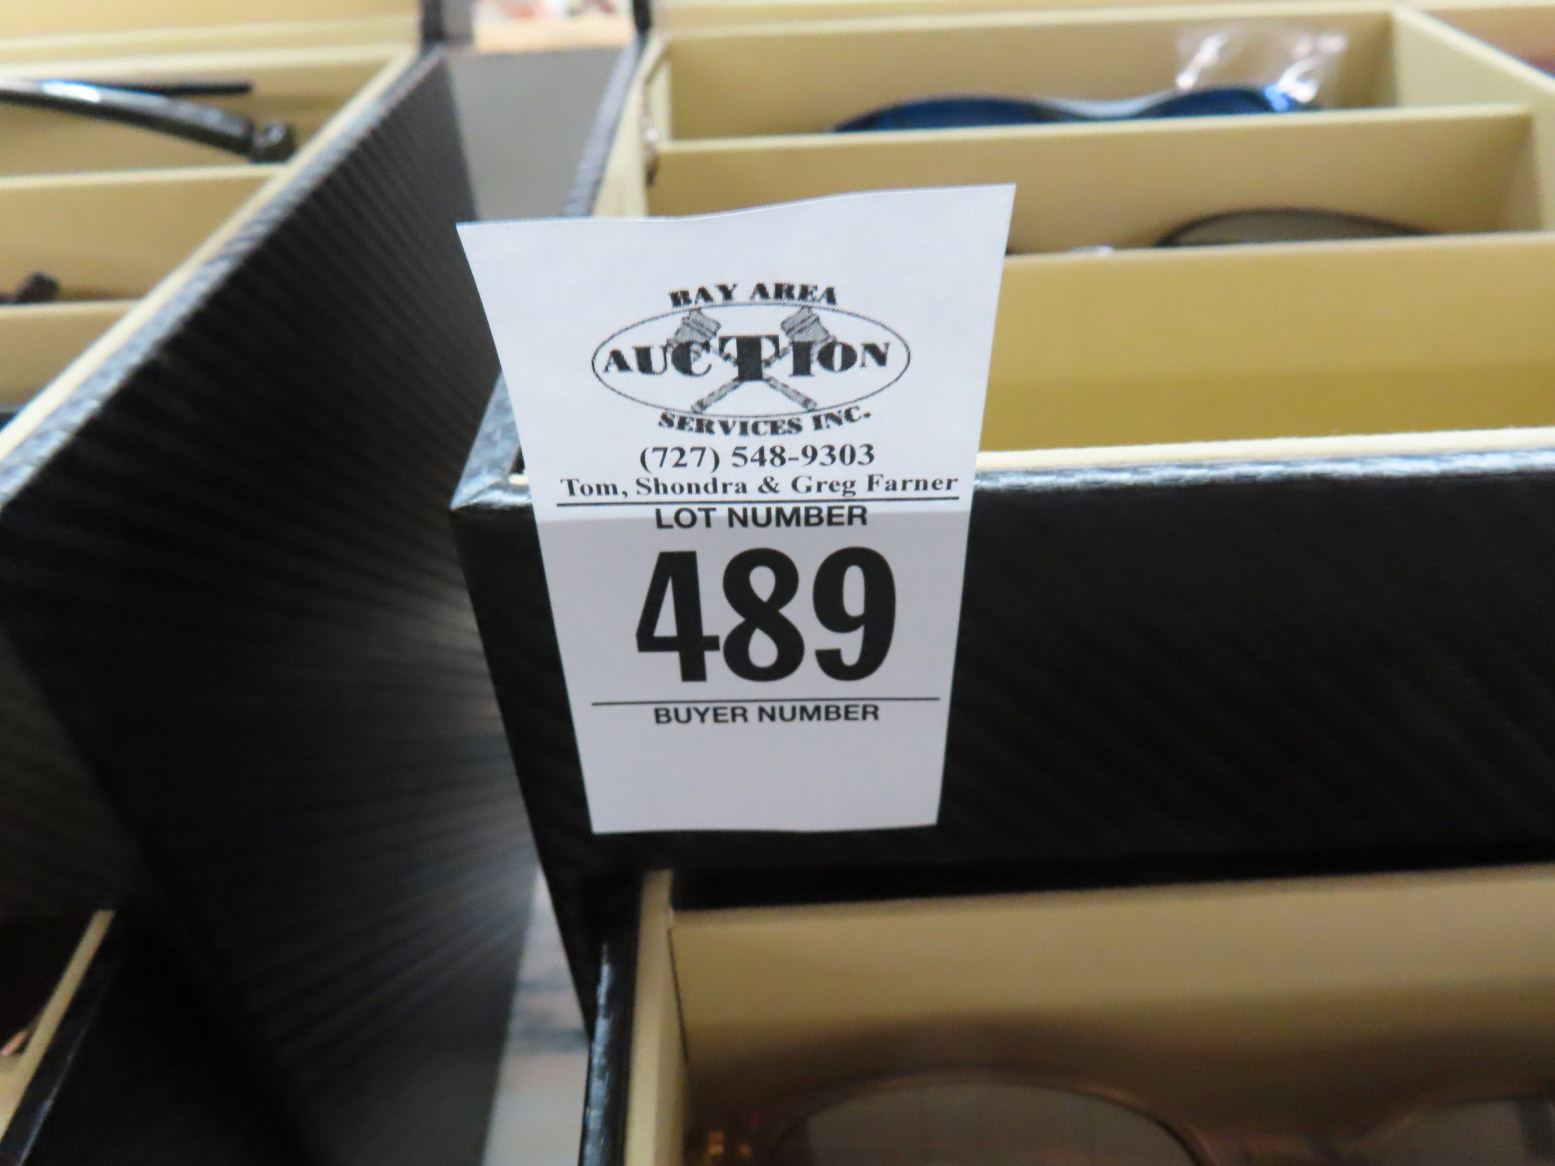 BAY AREA
AUCTION
SERVICES INC.
(727) 548-9303
Tom, Shondra & Greg Farner
LOT NUMBER
489
BUYER NUMBER